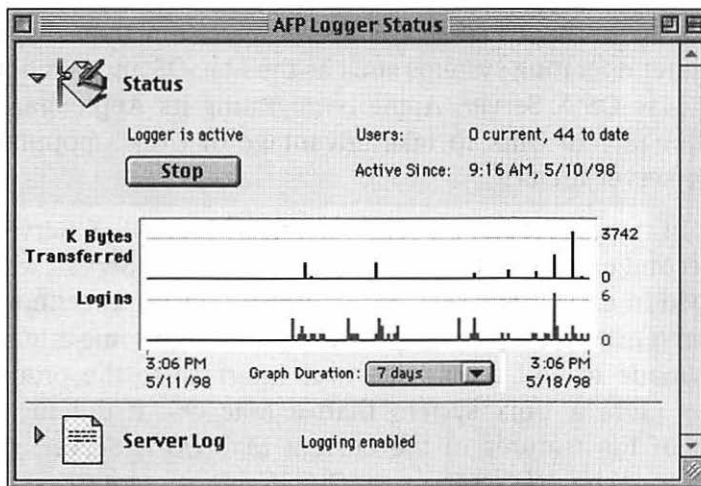 AFP Logger Status
Status
Logger is active
Users: 0 current, 44 to date
Stop
Active Since: 9:16 AM, 5/10/98
K Bytes
Transferred
3742
0
Logins
6
0
3:06 PM
5/11/98
Graph Duration: 7 days
3:06 PM
5/18/98
Server Log
Logging enabled